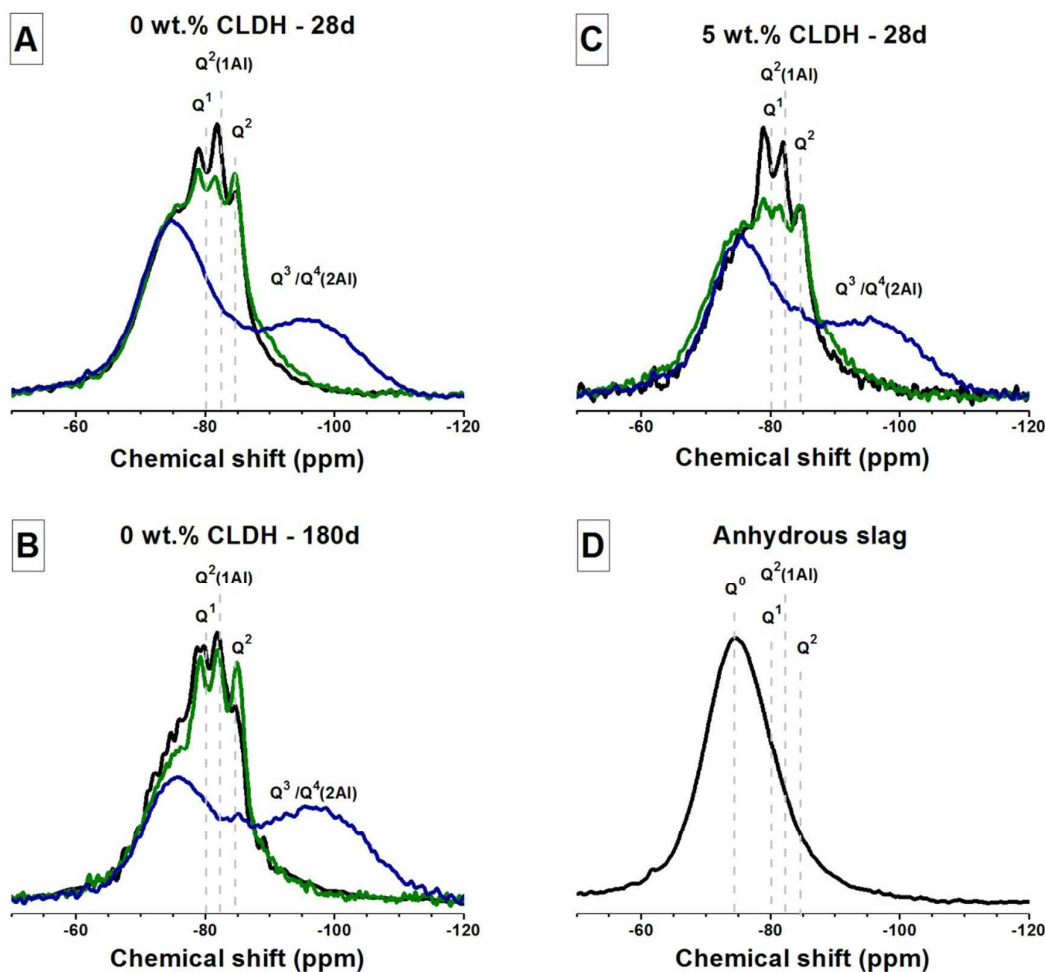 A
0 wt.% CLDH - 28d
Q²(1Al)
Q¹
Q²
Q³/Q⁴(2Al)
-60 -80 -100 -120
Chemical shift (ppm)
C
5 wt.% CLDH - 28d
Q²(1Al)
Q¹
Q²
Q³/Q⁴(2Al)
-60 -80 -100 -120
Chemical shift (ppm)
B
0 wt.% CLDH - 180d
Q²(1Al)
Q¹
Q²
Q³/Q⁴(2Al)
-60 -80 -100 -120
Chemical shift (ppm)
D
Anhydrous slag
Q²(1Al)
Q⁰
Q¹
Q²
-60 -80 -100 -120
Chemical shift (ppm)